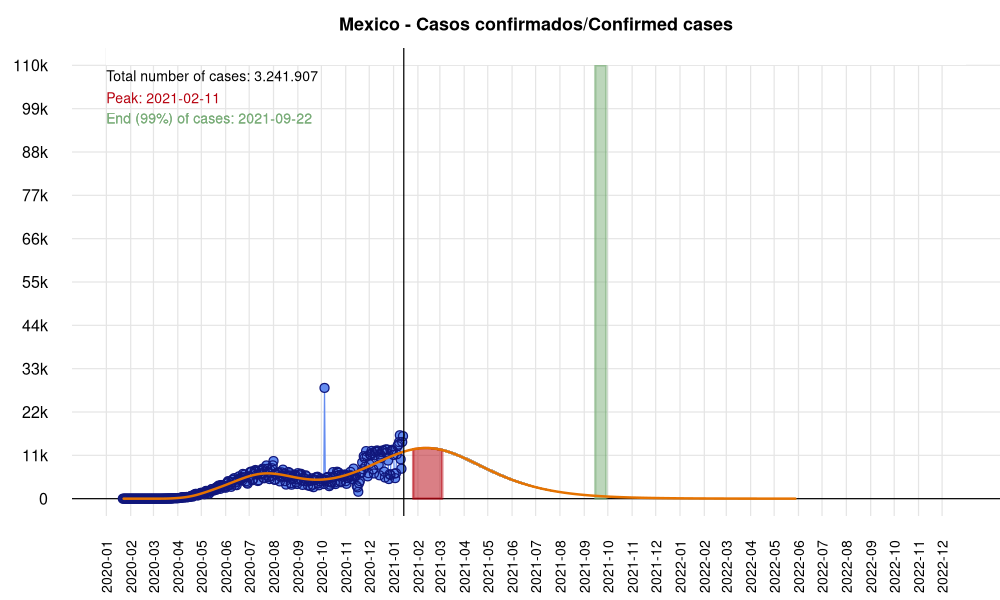 Mexico - Casos confirmados/Confirmed cases
Total number of cases: 3.241.907
Peak: 2021-02-11
End (99%) of cases: 2021-09-22
110k
99k
88k
77k
66k
55k
44k
33k
22k
11k
0
2020-01
2020-02
2020-03
2020-04
2020-05
2020-06
2020-07
2020-08
2020-09
2020-10
2020-11
2020-12
2021-01
2021-02
2021-03
2021-04
2021-05
2021-06
2021-07
2021-08
2021-09
2021-10
2021-11
2021-12
2022-02
2022-03
2022-04
2022-05
2022-06
2022-07
2022-08
2022-09
2022-10
2022-11
2022-12